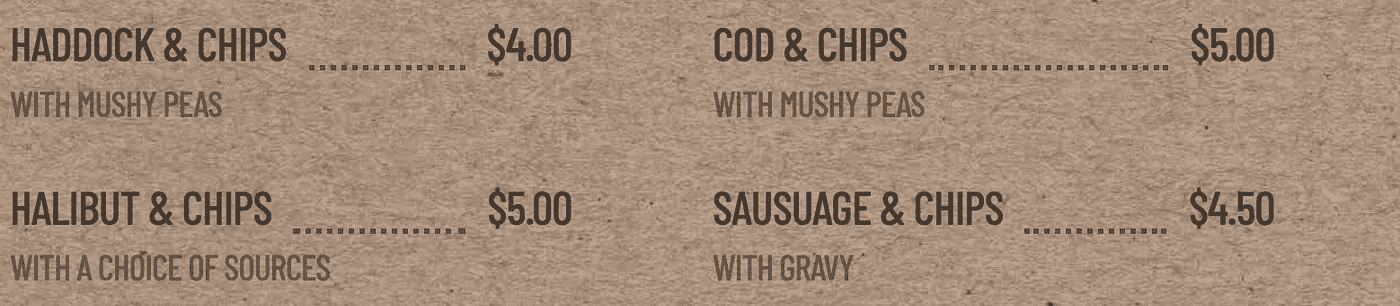 HADDOCK & CHIPS ............... $4.00
WITH MUSHY PEAS
COD & CHIPS ...................... $5.00
WITH MUSHY PEAS
HALIBUT & CHIPS ................ $5.00
WITH A CHOICE OF SOURCES
SAUSUAGE & CHIPS ............. $4.50
WITH GRAVY